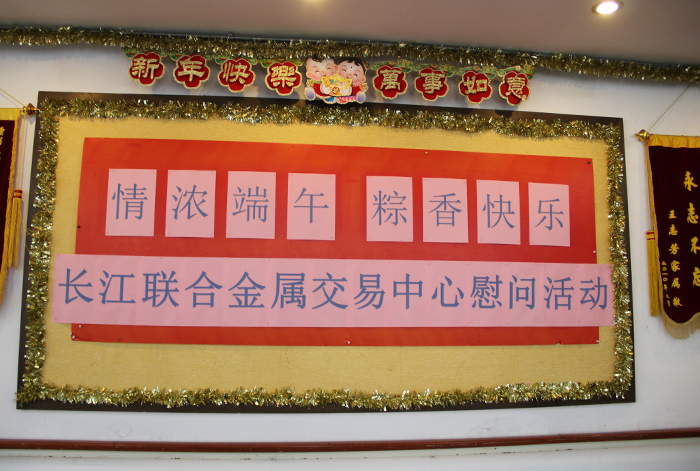 新年快樂 萬事如意
情浓端午 粽香快乐
长江联合金属交易中心慰问活动
永志不忘
王志芳家属敬